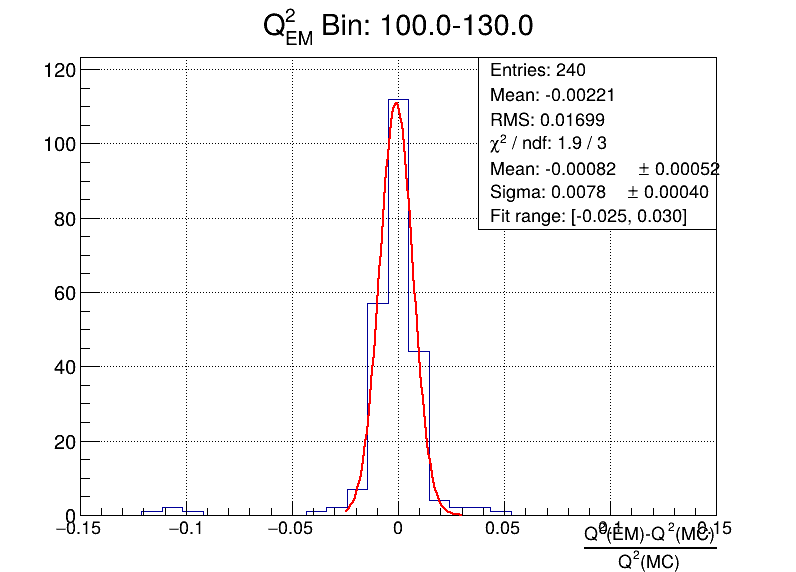 Q²_EM Bin: 100.0-130.0
Entries: 240
Mean: -0.00221
RMS: 0.01699
χ² / ndf: 1.9 / 3
Mean: -0.00082 ± 0.00052
Sigma: 0.0078 ± 0.00040
Fit range: [-0.025, 0.030]
120
100
80
60
40
20
0
−0.15 −0.1 −0.05 0 0.05 0.1 0.15
Q²(EM)-Q²(MC)
Q²(MC)